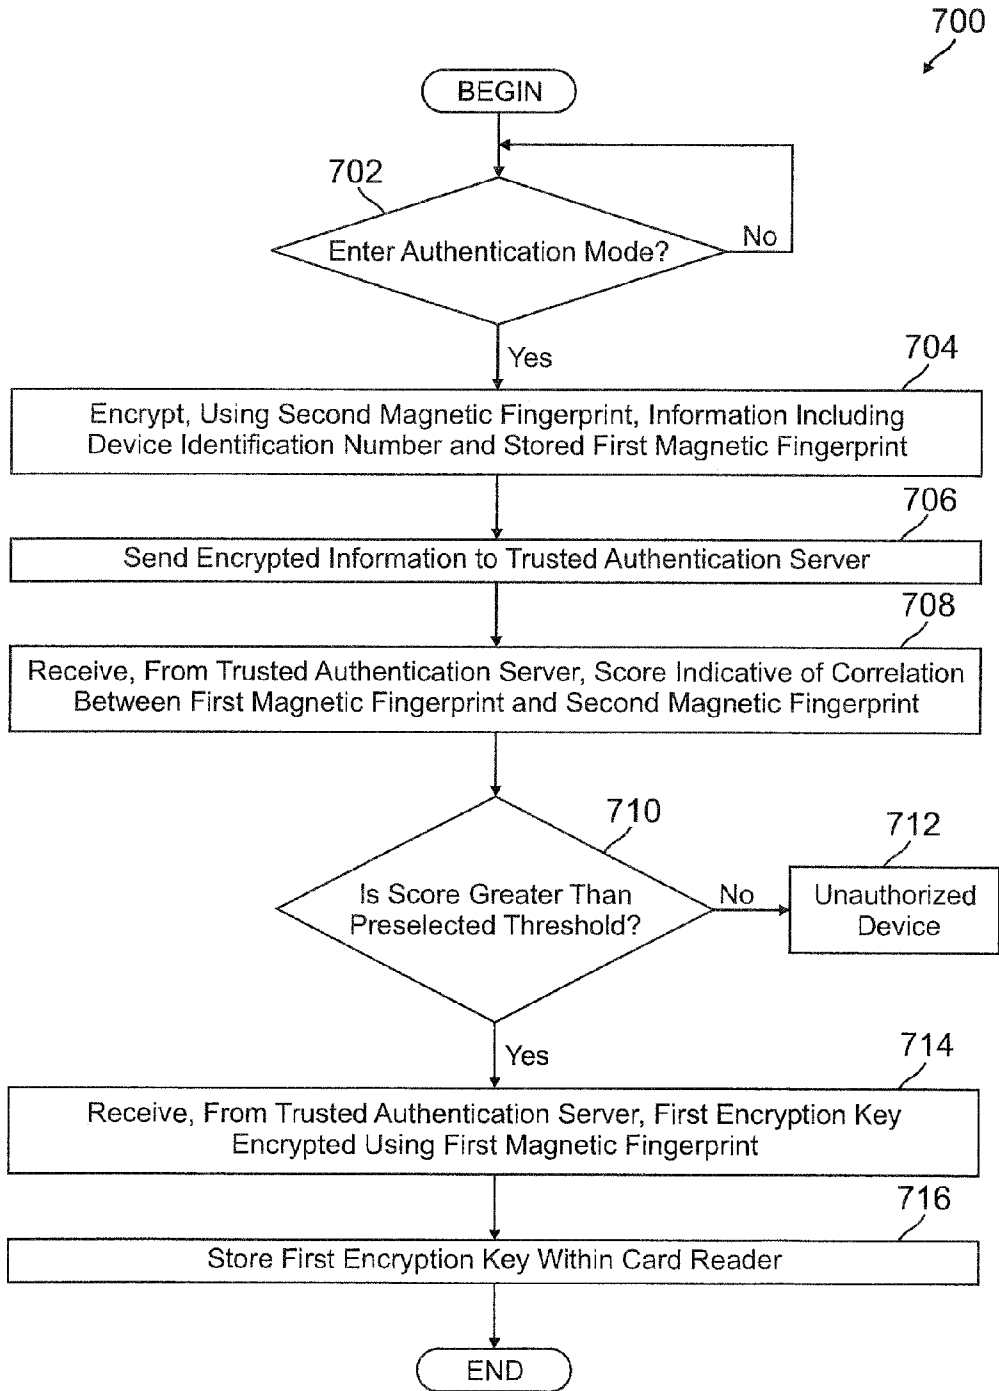 700
BEGIN
702
Enter Authentication Mode?
No
Yes
704
Encrypt, Using Second Magnetic Fingerprint, Information Including
Device Identification Number and Stored First Magnetic Fingerprint
706
Send Encrypted Information to Trusted Authentication Server
708
Receive, From Trusted Authentication Server, Score Indicative of Correlation
Between First Magnetic Fingerprint and Second Magnetic Fingerprint
710
Is Score Greater Than
Preselected Threshold?
No
712
Unauthorized
Device
Yes
714
Receive, From Trusted Authentication Server, First Encryption Key
Encrypted Using First Magnetic Fingerprint
716
Store First Encryption Key Within Card Reader
END